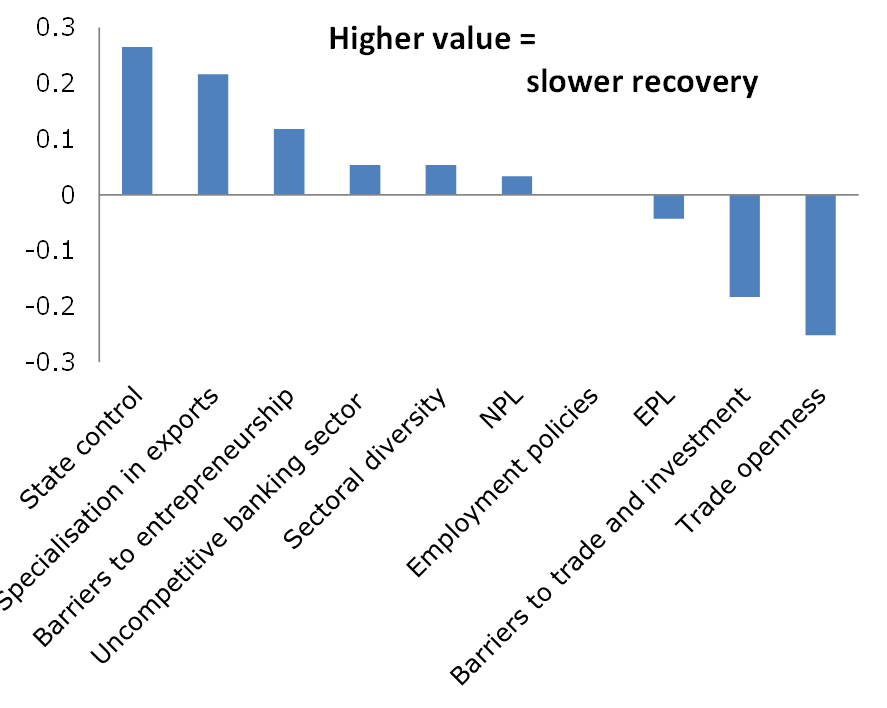 Higher value =
slower recovery
0.3
0.2
0.1
0
-0.1
-0.2
-0.3
State control
Specialisation in exports
Barriers to entrepreneurship
Uncompetitive banking sector
Sectoral diversity
NPL
Employment policies
EPL
Barriers to trade and investment
Trade openness